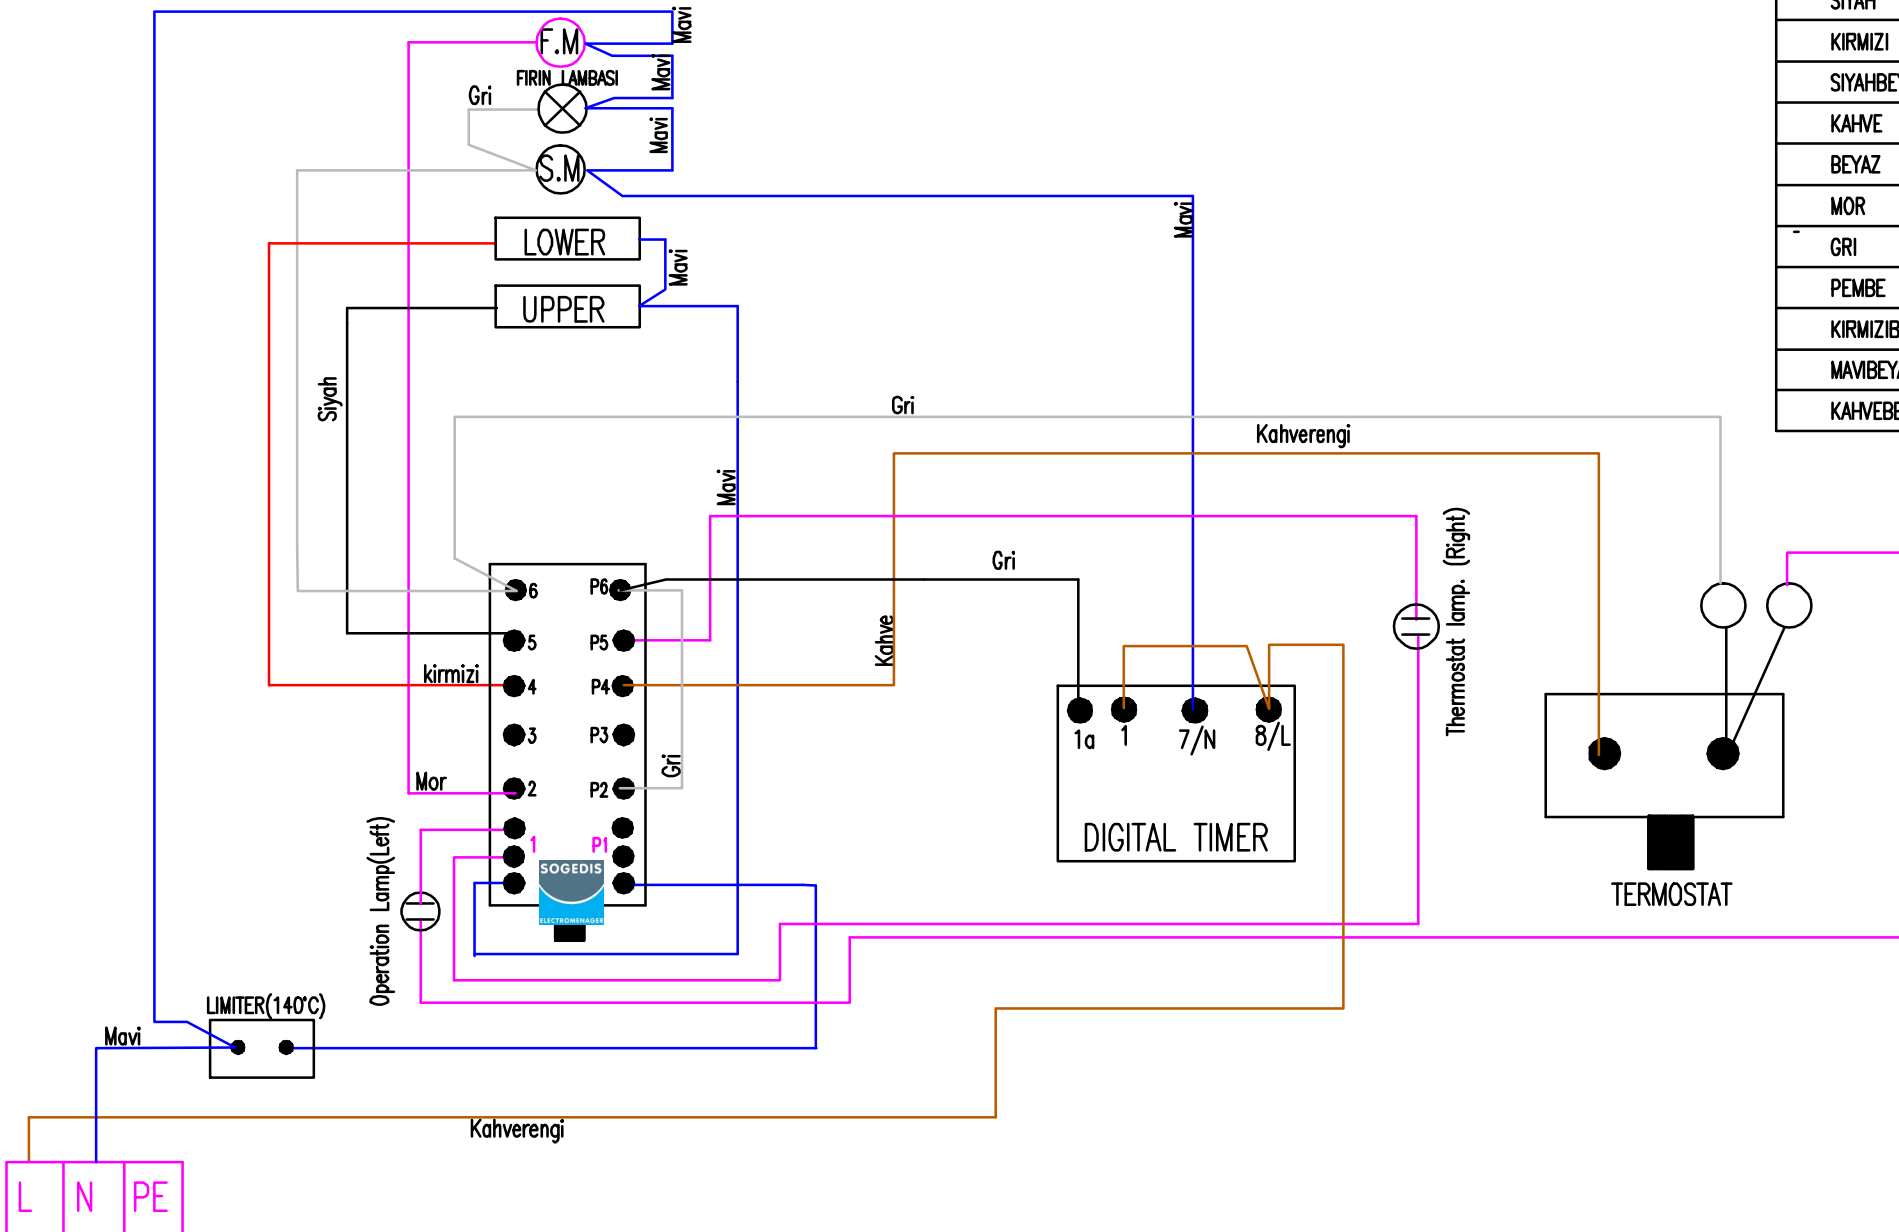 Mavi
F.M
FIRIN LAMBASI
Mavi
Gri
Mavi
S.M
LOWER
Mavi
UPPER
Mavi
Siyah
Gri
Kahverengi
Mavi
Thermostat lamp. (Right)
Gri
6 P6
5 P5
kirmizi
4 P4
Kahve
3 P3
Gri
Mor
2 P2
1 P1
SOGEDIS
ELECTROMENAGER
1a 1 7/N 8/L
DIGITAL TIMER
TERMOSTAT
Operation Lamp(Left)
LIMITER(140°C)
Mavi
Kahverengi
L N PE
SIYAH
KIRMIZI
SIYAHBEY
KAHVE
BEYAZ
MOR
GRI
PEMBE
KIRMIZIB
MAVIBEYA
KAHVEBE